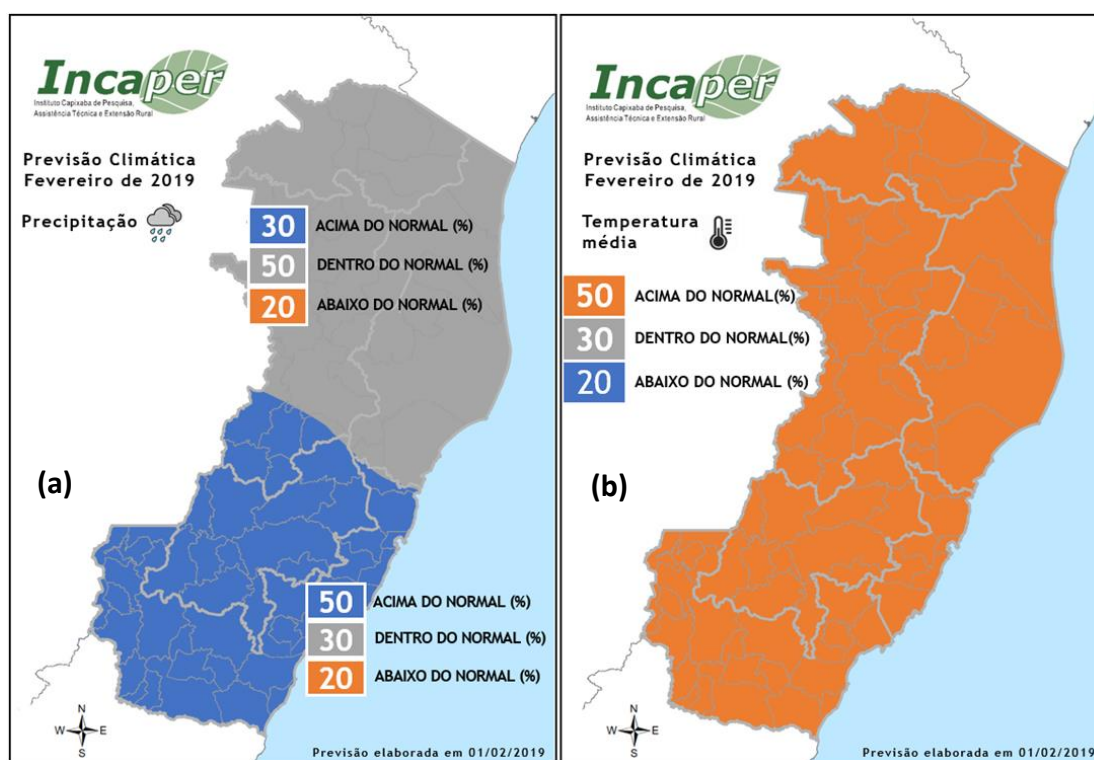 Incaper
Instituto Capixaba de Pesquisa,
Assistência Técnica e Extensão Rural
Previsão Climática
Fevereiro de 2019
Precipitação
30 ACIMA DO NORMAL (%)
50 DENTRO DO NORMAL (%)
20 ABAIXO DO NORMAL (%)
(a)
50 ACIMA DO NORMAL (%)
30 DENTRO DO NORMAL (%)
20 ABAIXO DO NORMAL (%)
N
W E
S
Previsão elaborada em 01/02/2019
Incaper
Instituto Capixaba de Pesquisa,
Assistência Técnica e Extensão Rural
Previsão Climática
Fevereiro de 2019
Temperatura
média
50 ACIMA DO NORMAL(%)
30 DENTRO DO NORMAL(%)
20 ABAIXO DO NORMAL (%)
(b)
N
W E
S
Previsão elaborada em 01/02/2019